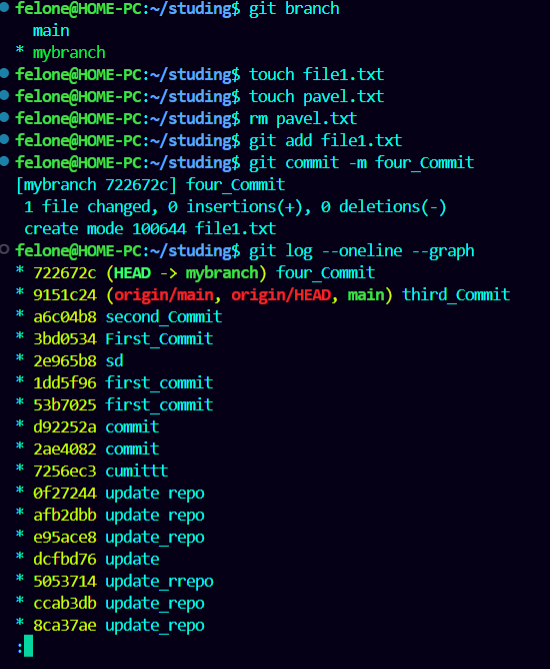 felone@HOME-PC:~/studing$ git branch
  main
* mybranch
felone@HOME-PC:~/studing$ touch file1.txt
felone@HOME-PC:~/studing$ touch pavel.txt
felone@HOME-PC:~/studing$ rm pavel.txt
felone@HOME-PC:~/studing$ git add file1.txt
felone@HOME-PC:~/studing$ git commit -m four_Commit
[mybranch 722672c] four_Commit
 1 file changed, 0 insertions(+), 0 deletions(-)
 create mode 100644 file1.txt
felone@HOME-PC:~/studing$ git log --oneline --graph
* 722672c (HEAD -> mybranch) four_Commit
* 9151c24 (origin/main, origin/HEAD, main) third_Commit
* a6c04b8 second_Commit
* 3bd0534 First_Commit
* 2e965b8 sd
* 1dd5f96 first_commit
* 53b7025 first_commit
* d92252a commit
* 2ae4082 commit
* 7256ec3 cumittt
* 0f27244 update repo
* afb2dbb update repo
* e95ace8 update_repo
* dcfbd76 update
* 5053714 update_rrepo
* ccab3db update_repo
* 8ca37ae update_repo
: